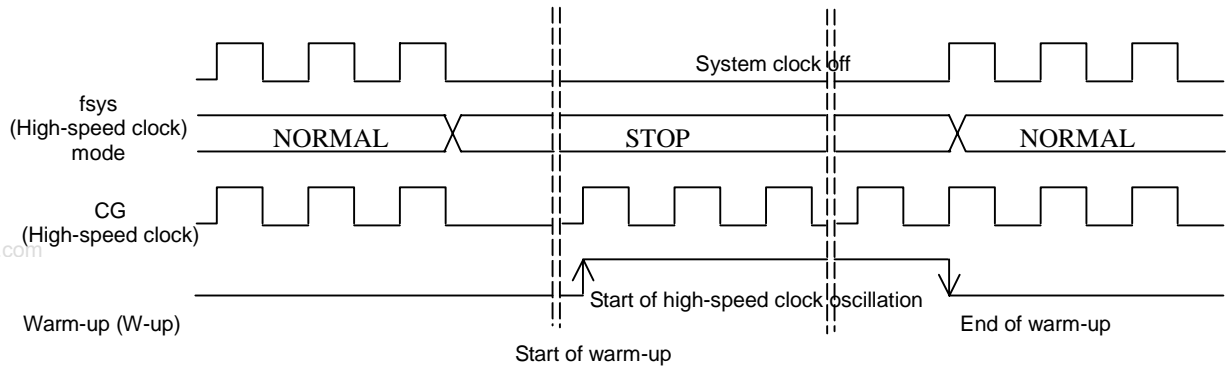 System clock off
fsys
(High-speed clock)
mode
NORMAL
STOP
NORMAL
CG
(High-speed clock)
com
Start of high-speed clock oscillation
Warm-up (W-up)
End of warm-up
Start of warm-up